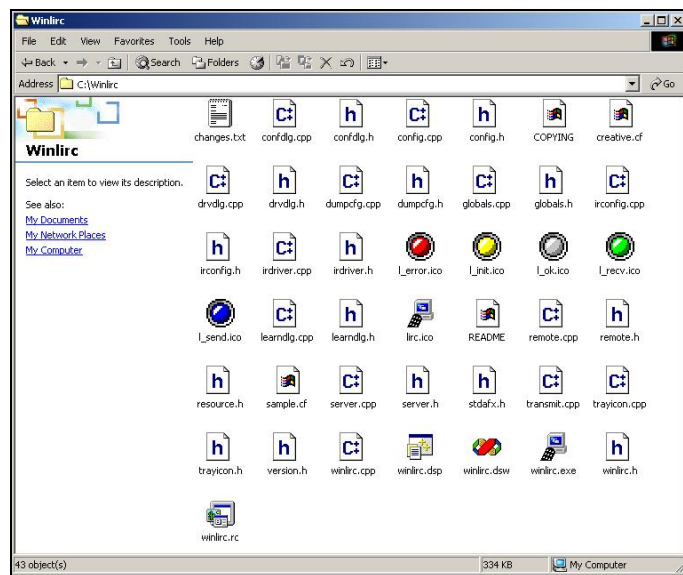 Winlirc
File Edit View Favorites Tools Help
Back Search Folders
Address C:\Winlirc Go
Winlirc
Select an item to view its description.
See also:
My Documents
My Network Places
My Computer
changes.txt confdlg.cpp confdlg.h config.cpp config.h COPYING creative.cf
drvdlg.cpp drvdlg.h dumpcfg.cpp dumpcfg.h globals.cpp globals.h irconfig.cpp
irconfig.h irdriver.cpp irdriver.h l_error.ico l_init.ico l_ok.ico l_recv.ico
l_send.ico learndlg.cpp learndlg.h lirc.ico README remote.cpp remote.h
resource.h sample.cf server.cpp server.h stdafx.h transmit.cpp trayicon.cpp
trayicon.h version.h winlirc.cpp winlirc.dsp winlirc.dsw winlirc.exe winlirc.h
winlirc.rc
43 object(s) 334 KB My Computer